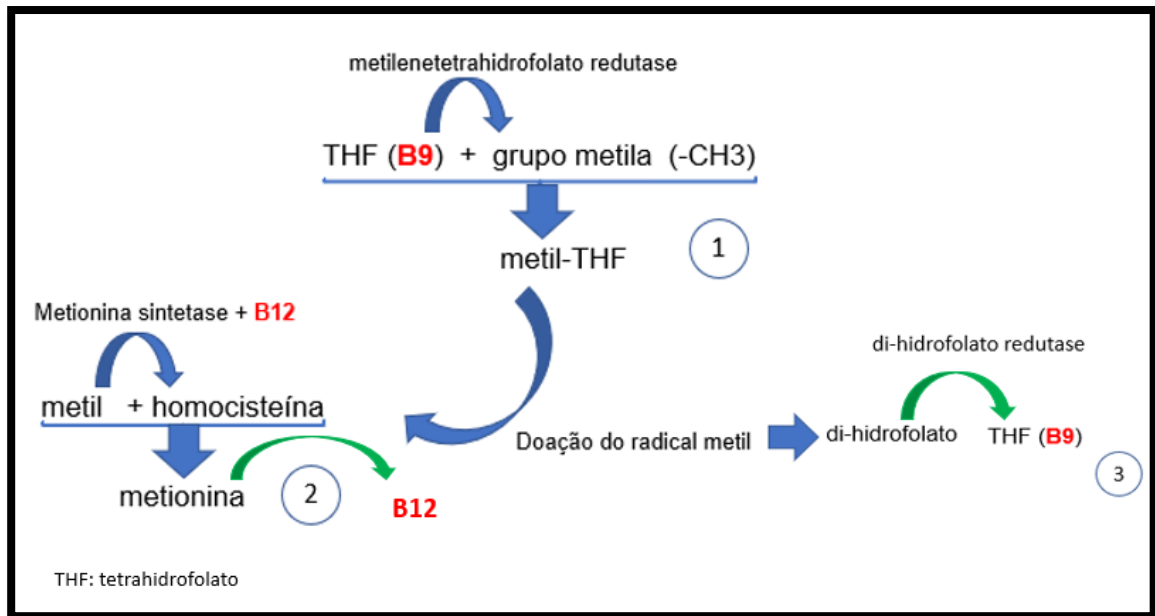 metilenetetrahidrofolato redutase
THF (B9) + grupo metila (-CH3)
1
metil-THF
Metionina sintetase + B12
metil + homocisteína
metionina
2
B12
Doação do radical metil
di-hidrofolato redutase
di-hidrofolato THF (B9)
3
THF: tetrahidrofolato